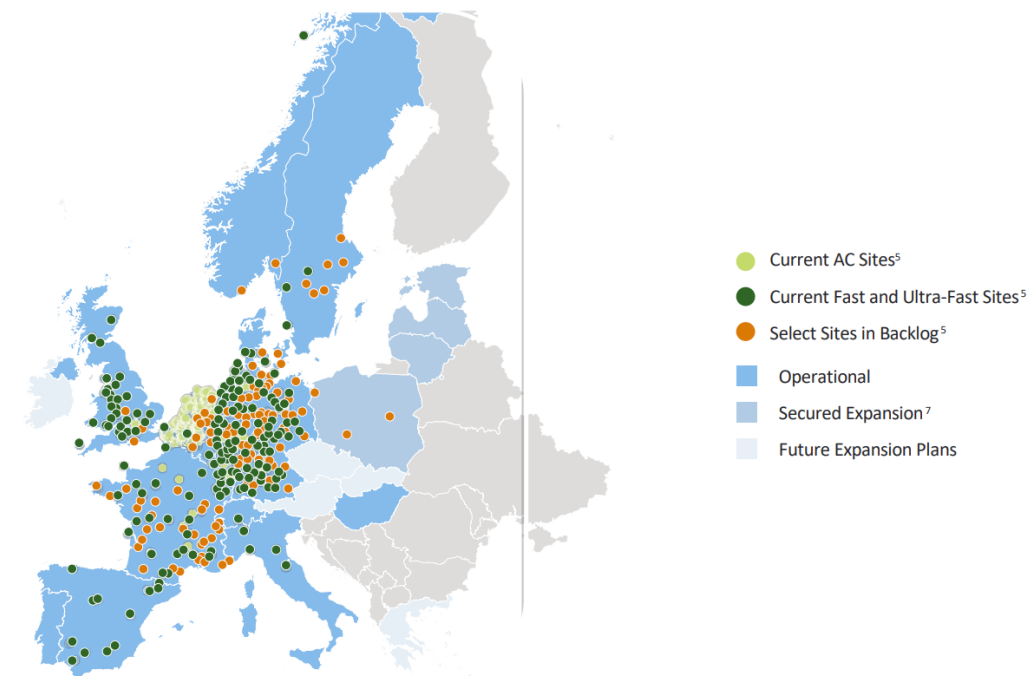 Current AC Sites⁵
Current Fast and Ultra-Fast Sites⁵
Select Sites in Backlog⁵
Operational
Secured Expansion⁷
Future Expansion Plans